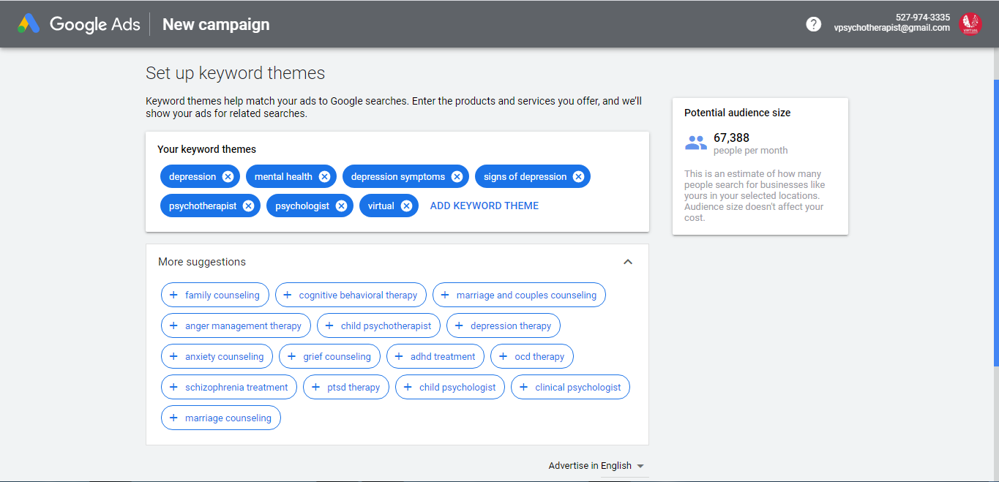 Google Ads New campaign
?
527-974-3335
vpsychotherapist@gmail.com
VIRTUAL
Set up keyword themes
Keyword themes help match your ads to Google searches. Enter the products and services you offer, and we'll
show your ads for related searches.
Your keyword themes
depression mental health depression symptoms signs of depression
psychotherapist psychologist virtual ADD KEYWORD THEME
More suggestions
+ family counseling + cognitive behavioral therapy + marriage and couples counseling
+ anger management therapy + child psychotherapist + depression therapy
+ anxiety counseling + grief counseling + adhd treatment + ocd therapy
+ schizophrenia treatment + ptsd therapy + child psychologist + clinical psychologist
+ marriage counseling
Advertise in English
Potential audience size
67,388
people per month
This is an estimate of how many
people search for businesses like
yours in your selected locations.
Audience size doesn't affect your
cost.